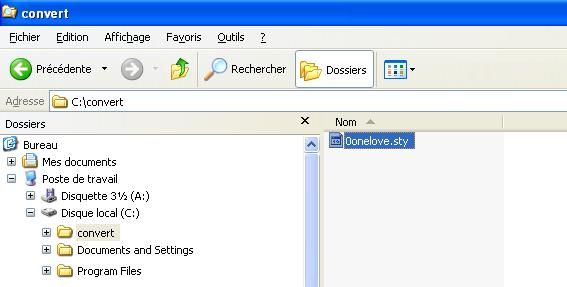 convert
Fichier Edition Affichage Favoris Outils ?
Précédente Rechercher Dossiers
Adresse C:\convert
Dossiers × Nom
Bureau 0onelove.sty
Mes documents
Poste de travail
Disquette 3½ (A:)
Disque local (C:)
convert
Documents and Settings
Program Files